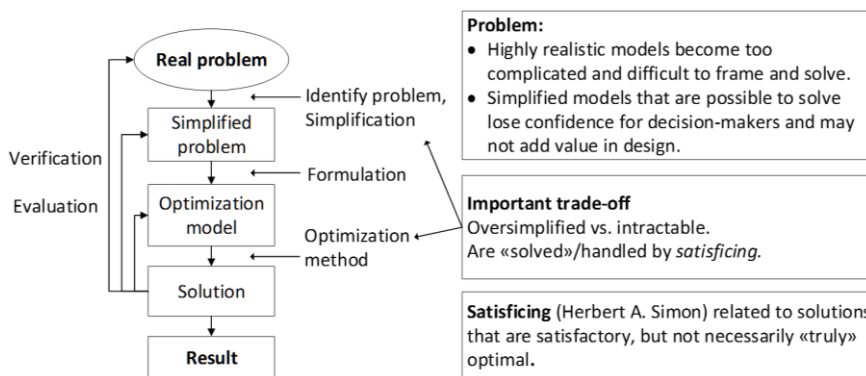 Real problem
Identify problem,
Simplification
Simplified
problem
Verification
Evaluation
Formulation
Optimization
model
Optimization
method
Solution
Result
Problem:
• Highly realistic models become too
complicated and difficult to frame and solve.
• Simplified models that are possible to solve
lose confidence for decision-makers and may
not add value in design.
Important trade-off
Oversimplified vs. intractable.
Are «solved»/handled by satisficing.
Satisficing (Herbert A. Simon) related to solutions
that are satisfactory, but not necessarily «truly»
optimal.